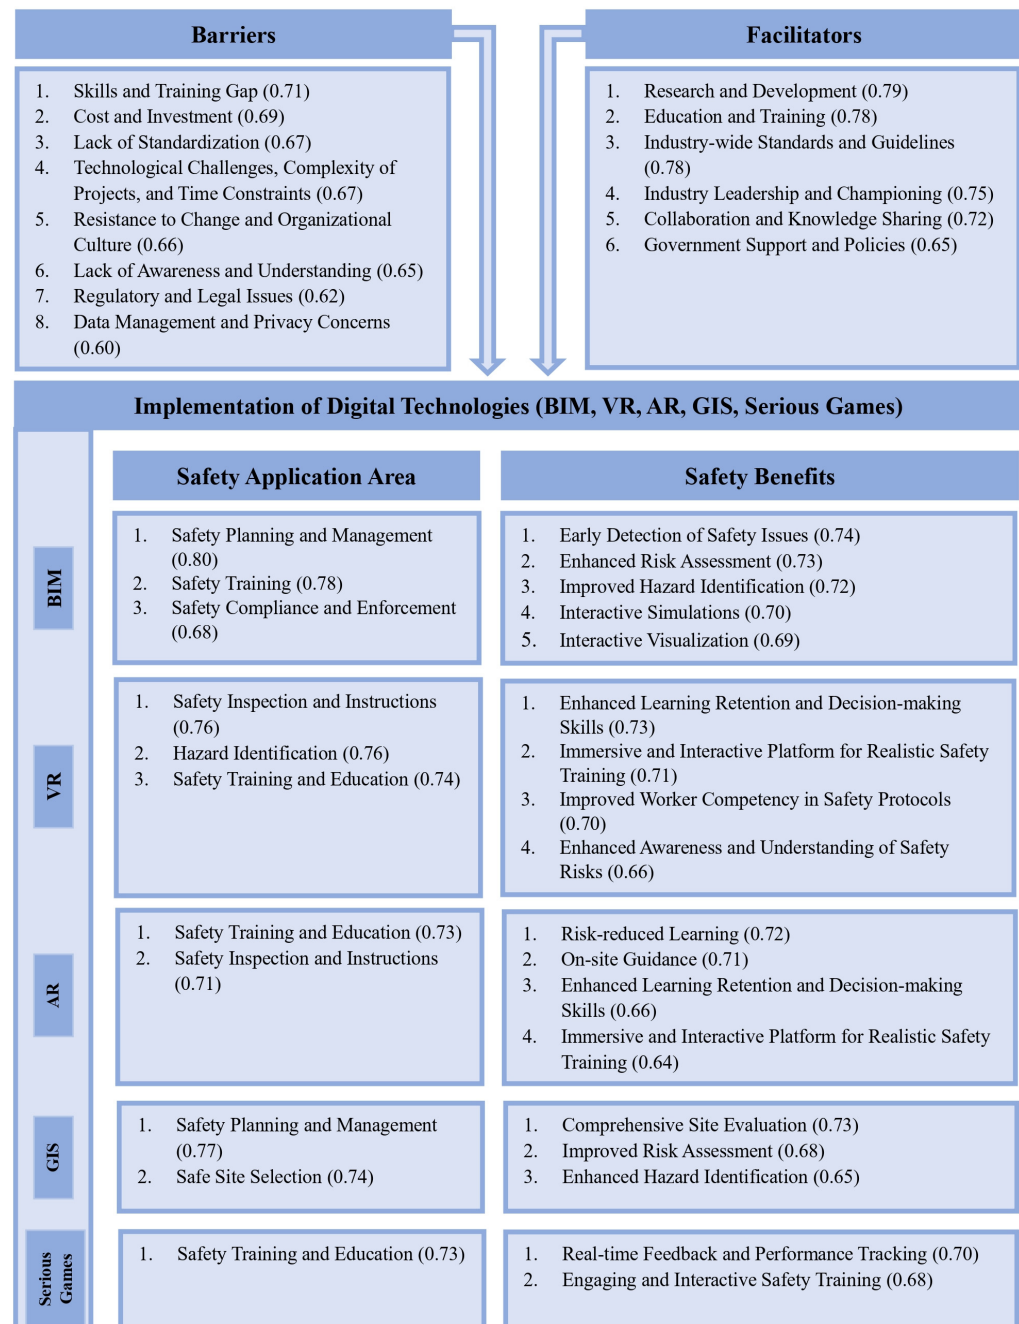 Barriers
1. Skills and Training Gap (0.71)
2. Cost and Investment (0.69)
3. Lack of Standardization (0.67)
4. Technological Challenges, Complexity of
Projects, and Time Constraints (0.67)
5. Resistance to Change and Organizational
Culture (0.66)
6. Lack of Awareness and Understanding (0.65)
7. Regulatory and Legal Issues (0.62)
8. Data Management and Privacy Concerns
(0.60)
Facilitators
1. Research and Development (0.79)
2. Education and Training (0.78)
3. Industry-wide Standards and Guidelines
(0.78)
4. Industry Leadership and Championing (0.75)
5. Collaboration and Knowledge Sharing (0.72)
6. Government Support and Policies (0.65)
Implementation of Digital Technologies (BIM, VR, AR, GIS, Serious Games)
Safety Application Area
Safety Benefits
BIM
1. Safety Planning and Management
(0.80)
2. Safety Training (0.78)
3. Safety Compliance and Enforcement
(0.68)
1. Early Detection of Safety Issues (0.74)
2. Enhanced Risk Assessment (0.73)
3. Improved Hazard Identification (0.72)
4. Interactive Simulations (0.70)
5. Interactive Visualization (0.69)
VR
1. Safety Inspection and Instructions
(0.76)
2. Hazard Identification (0.76)
3. Safety Training and Education (0.74)
1. Enhanced Learning Retention and Decision-making
Skills (0.73)
2. Immersive and Interactive Platform for Realistic Safety
Training (0.71)
3. Improved Worker Competency in Safety Protocols
(0.70)
4. Enhanced Awareness and Understanding of Safety
Risks (0.66)
AR
1. Safety Training and Education (0.73)
2. Safety Inspection and Instructions
(0.71)
1. Risk-reduced Learning (0.72)
2. On-site Guidance (0.71)
3. Enhanced Learning Retention and Decision-making
Skills (0.66)
4. Immersive and Interactive Platform for Realistic Safety
Training (0.64)
GIS
1. Safety Planning and Management
(0.77)
2. Safe Site Selection (0.74)
1. Comprehensive Site Evaluation (0.73)
2. Improved Risk Assessment (0.68)
3. Enhanced Hazard Identification (0.65)
Serious
Games
1. Safety Training and Education (0.73)
1. Real-time Feedback and Performance Tracking (0.70)
2. Engaging and Interactive Safety Training (0.68)